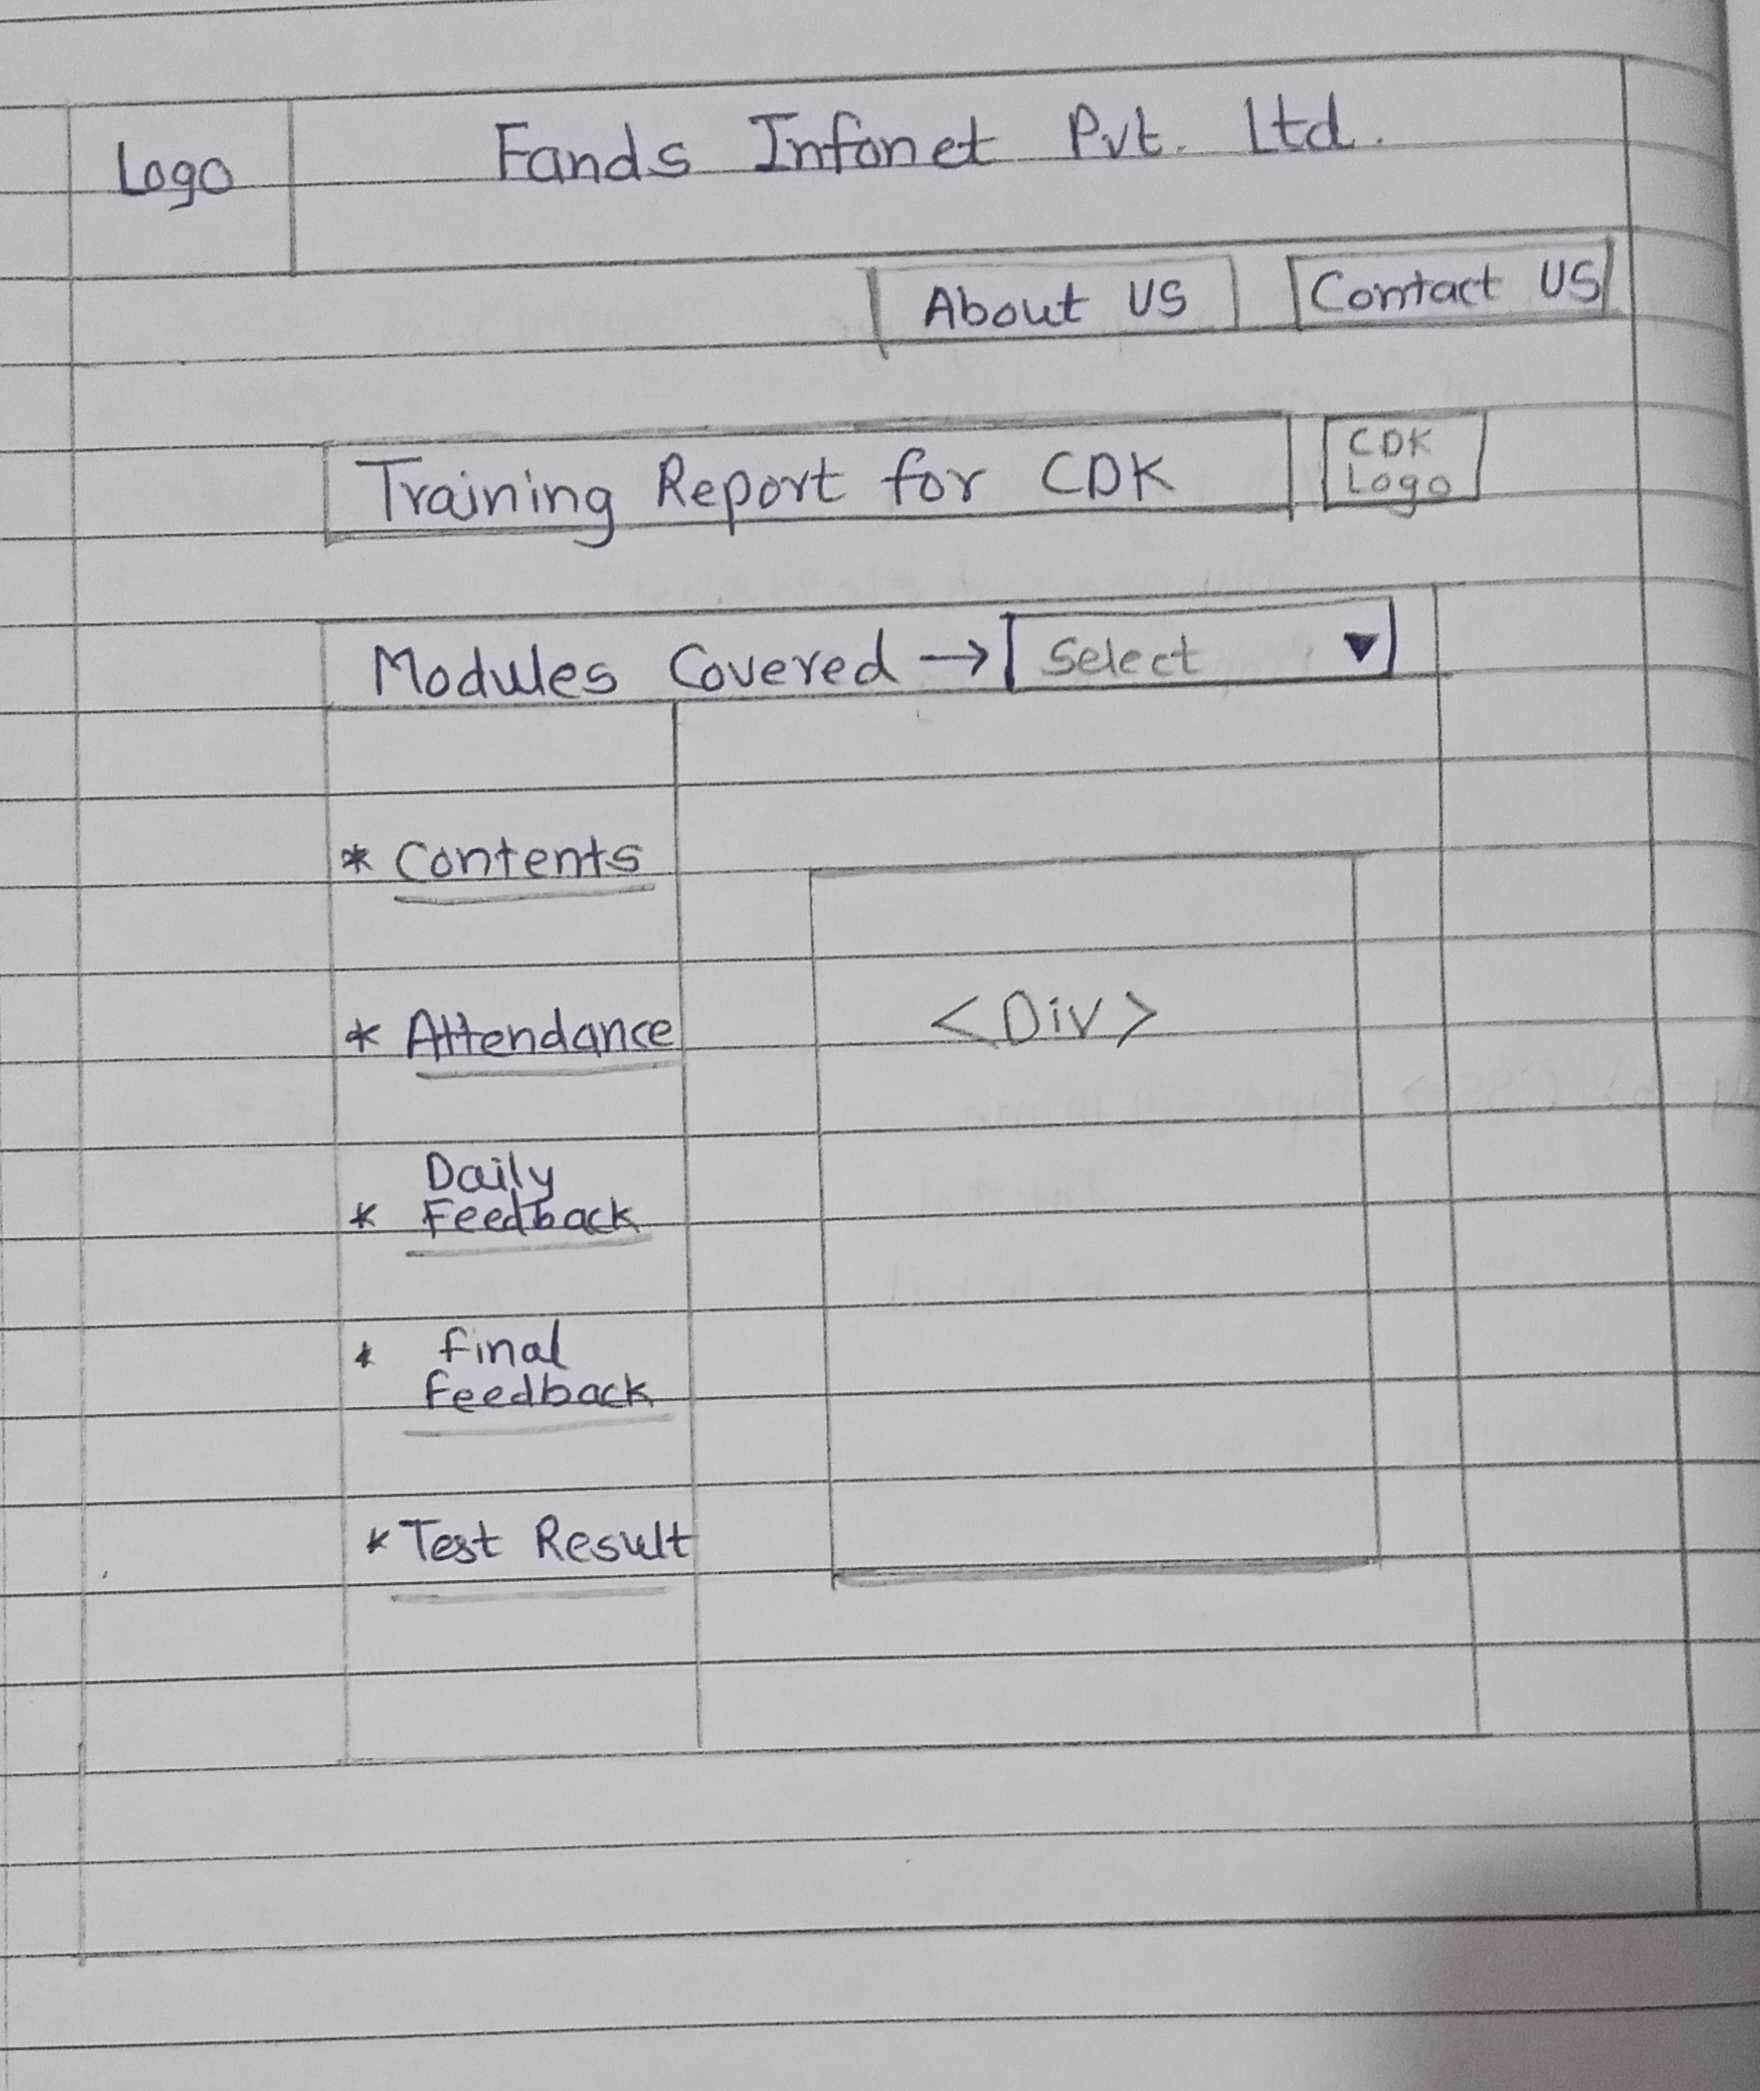 Logo
Fands Infonet Pvt. Ltd.
About US
Contact US
Training Report for CDK
CDK
Logo
Modules Covered → Select ▼
* Contents
* Attendance
<Div>
Daily
* Feedback
* Final
Feedback
* Test Result